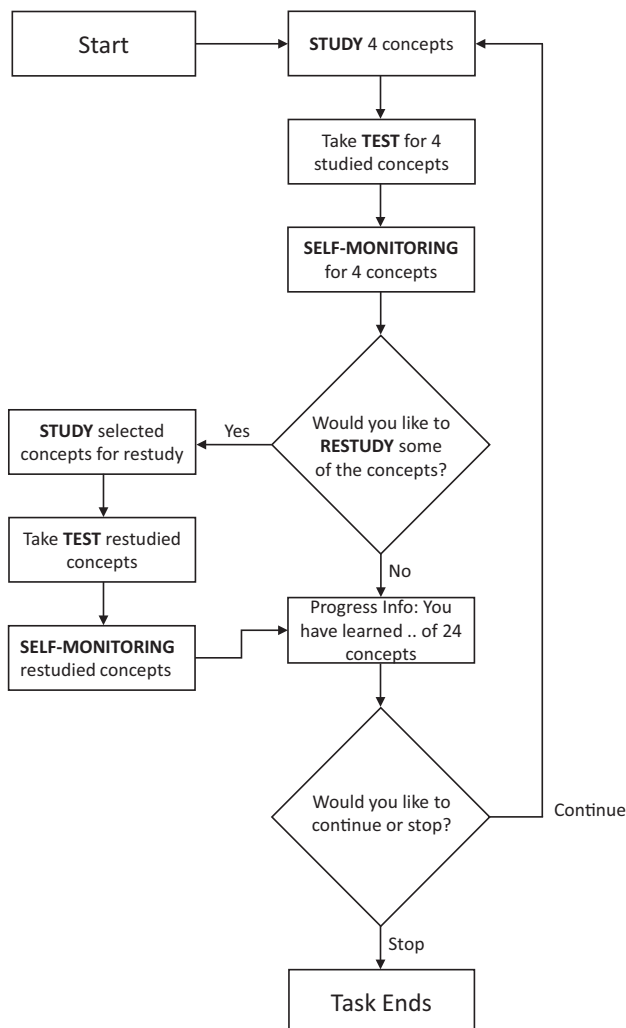 Start
STUDY 4 concepts
Take TEST for 4
studied concepts
SELF-MONITORING
for 4 concepts
Would you like to
RESTUDY some
of the concepts?
Yes
STUDY selected
concepts for restudy
Take TEST restudied
concepts
SELF-MONITORING
restudied concepts
No
Progress Info: You
have learned .. of 24
concepts
Would you like to
continue or stop?
Continue
Stop
Task Ends